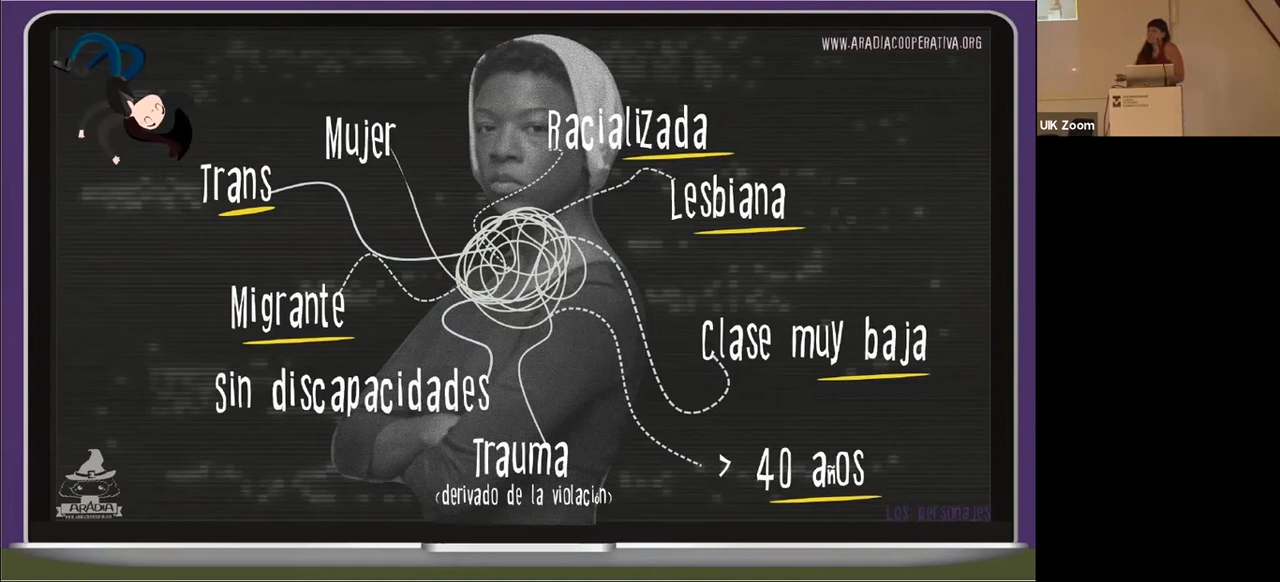 WWW.ARADIACOOPERATIVA.ORG
Mujer
Racializada
Trans
Lesbiana
Migrante
Clase muy baja
Sin discapacidades
Trauma
(derivado de la violación)
> 40 años
Los personajes
ARADIA
UIK Zoom